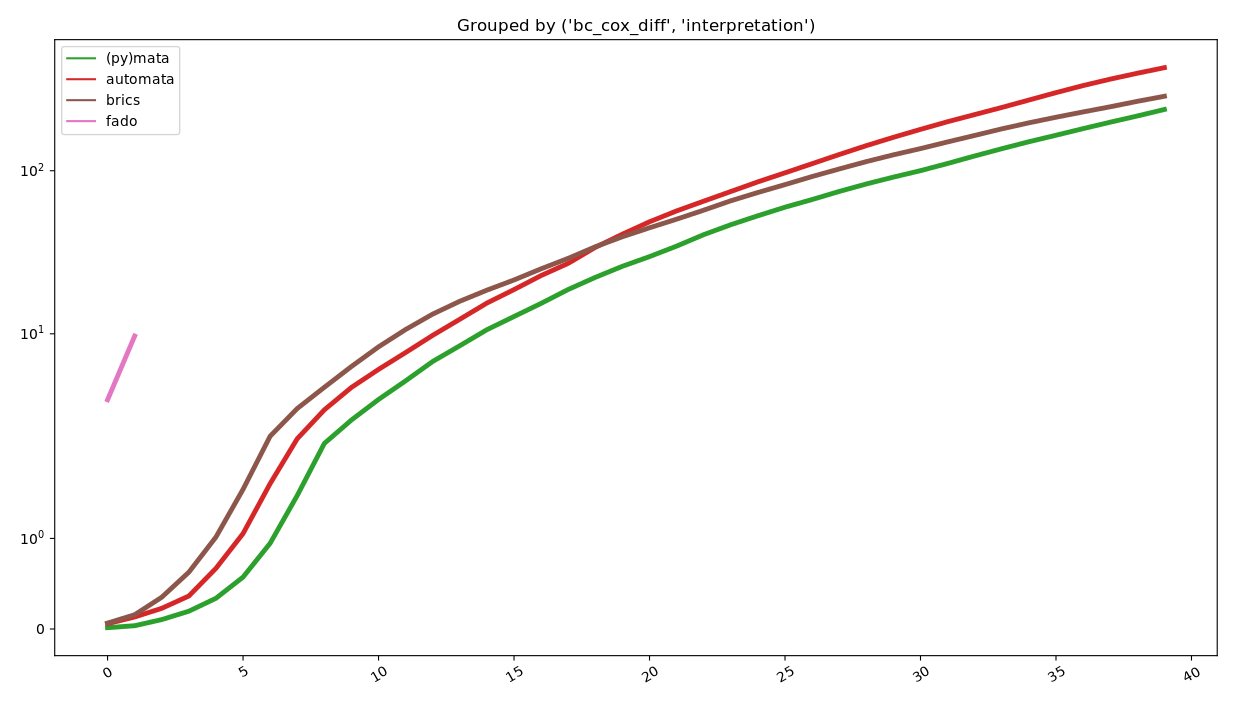 Grouped by ('bc_cox_diff', 'interpretation')
(py)mata
automata
brics
fado
10²
10¹
10⁰
0
0 5 10 15 20 25 30 35 40